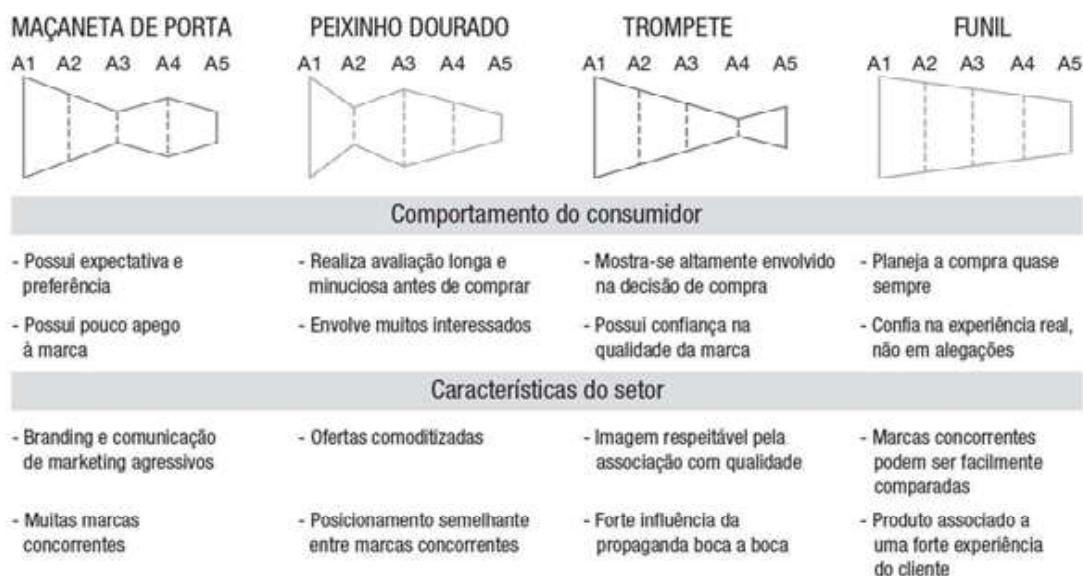 MAÇANETA DE PORTA
A1 A2 A3 A4 A5
PEIXINHO DOURADO
A1 A2 A3 A4 A5
TROMPETE
A1 A2 A3 A4 A5
FUNIL
A1 A2 A3 A4 A5
Comportamento do consumidor
- Possui expectativa e
preferência
- Possui pouco apego
à marca
- Realiza avaliação longa e
minuciosa antes de comprar
- Envolve muitos interessados
- Mostra-se altamente envolvido
na decisão de compra
- Possui confiança na
qualidade da marca
- Planeja a compra quase
sempre
- Confia na experiência real,
não em alegações
Características do setor
- Branding e comunicação
de marketing agressivos
- Muitas marcas
concorrentes
- Ofertas comoditizadas
- Posicionamento semelhante
entre marcas concorrentes
- Imagem respeitável pela
associação com qualidade
- Forte influência da
propaganda boca a boca
- Marcas concorrentes
podem ser facilmente
comparadas
- Produto associado a
uma forte experiência
do cliente